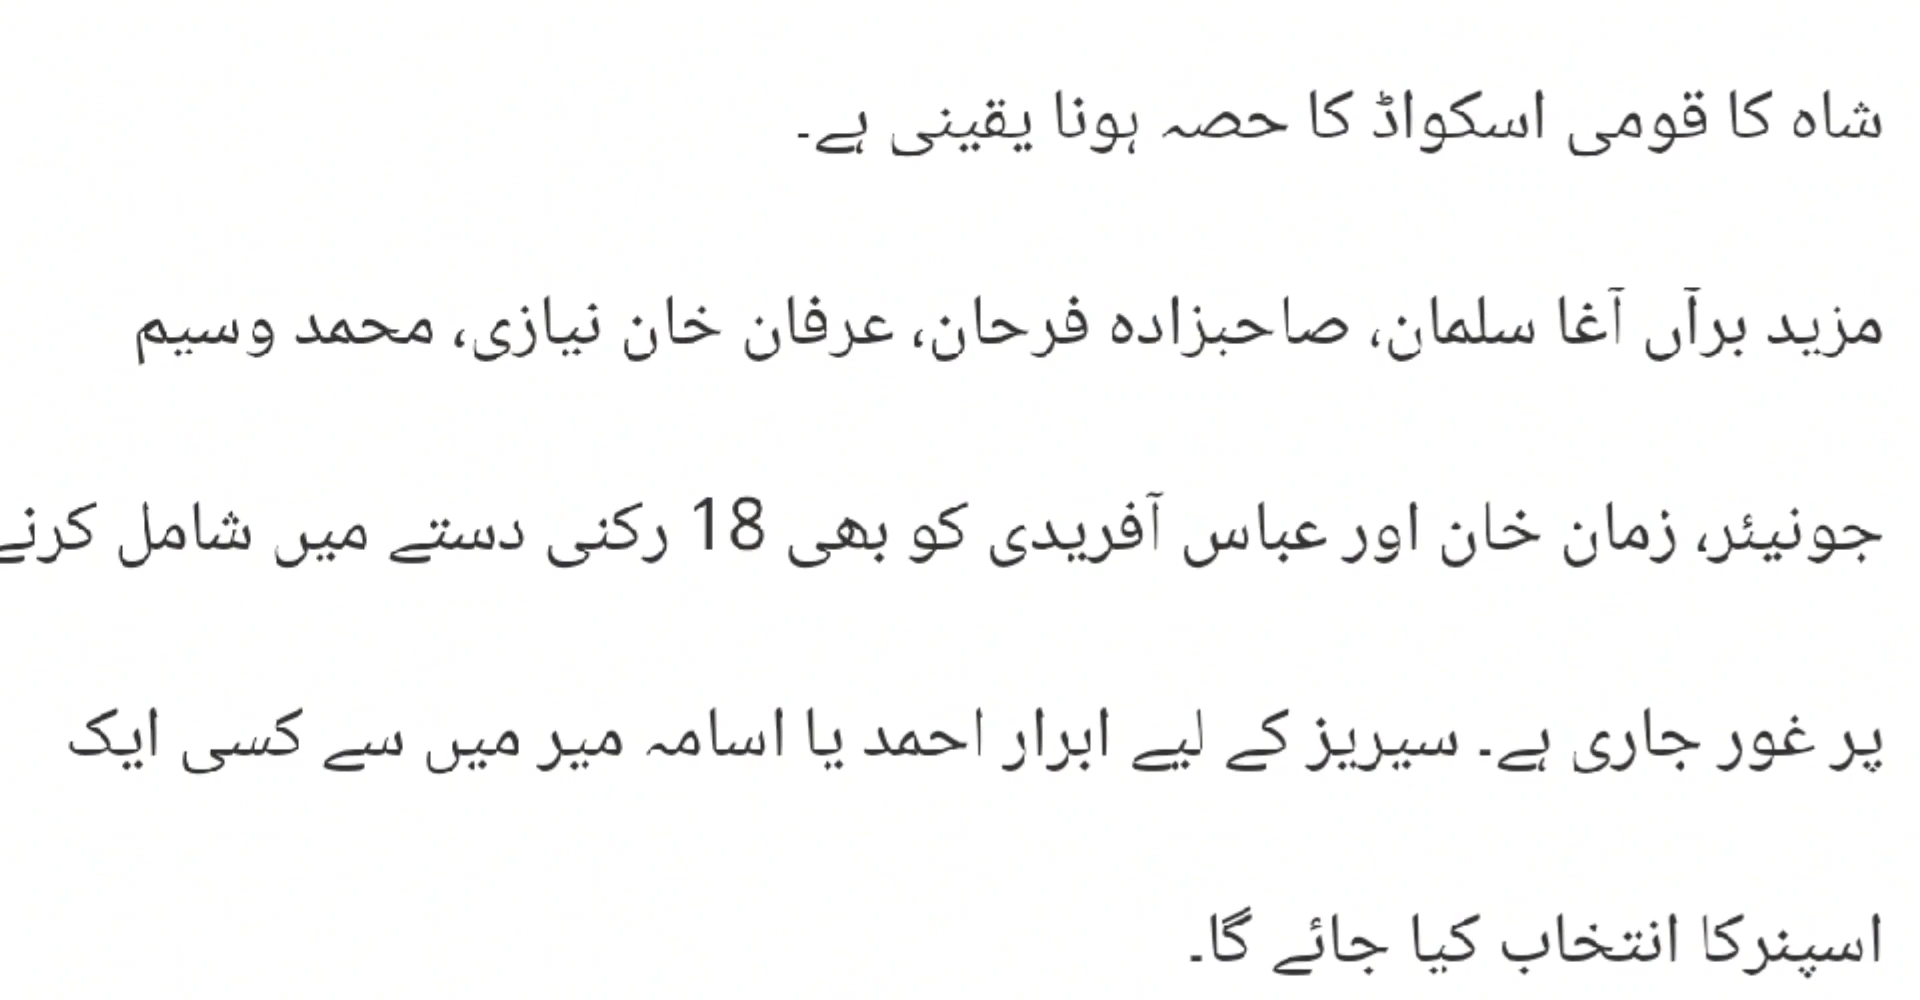 شاہ کا قومی اسکواڈ کا حصہ ہونا یقینی ہے۔
مزید برآں آغا سلمان، صاحبزادہ فرحان، عرفان خان نیازی، محمد وسیم
جونیئر، زمان خان اور عباس آفریدی کو بھی 18 رکنی دستے میں شامل کرنے
پر غور جاری ہے۔ سیریز کے لیے ابرار احمد یا اسامہ میر میں سے کسی ایک
اسپنرکا انتخاب کیا جائے گا۔